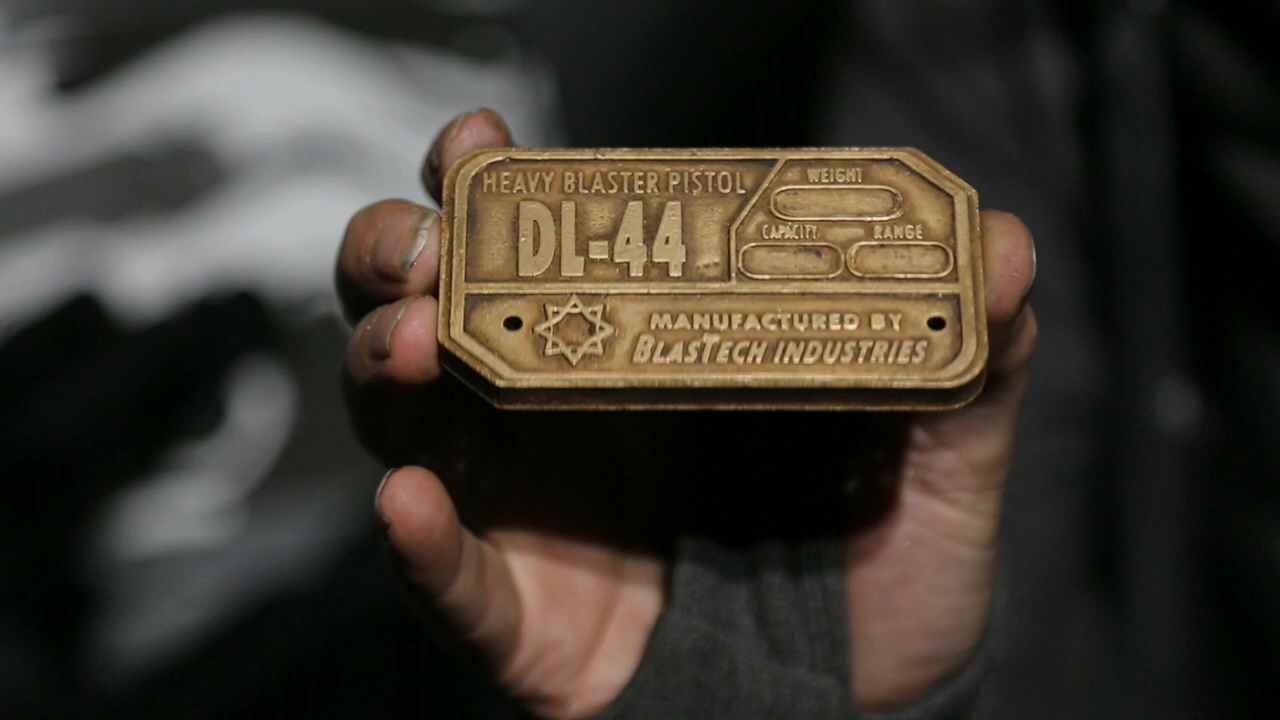 HEAVY BLASTER PISTOL
DL-44
WEIGHT
CAPACITY RANGE
MANUFACTURED BY
BLASTECH INDUSTRIES